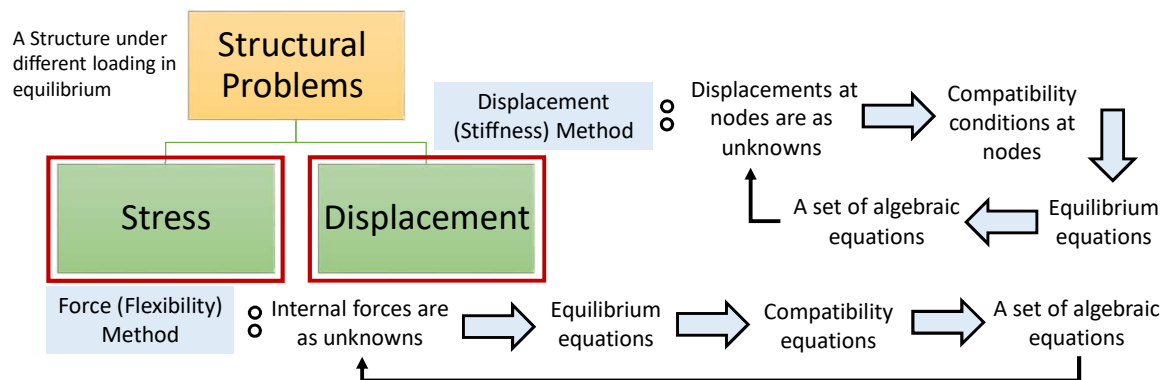 A Structure under
different loading in
equilibrium
Structural
Problems
Stress
Displacement
Displacement
(Stiffness) Method
Displacements at
nodes are as
unknowns
Compatibility
conditions at
nodes
Equilibrium
equations
A set of algebraic
equations
Force (Flexibility)
Method
Internal forces are
as unknowns
Equilibrium
equations
Compatibility
equations
A set of algebraic
equations